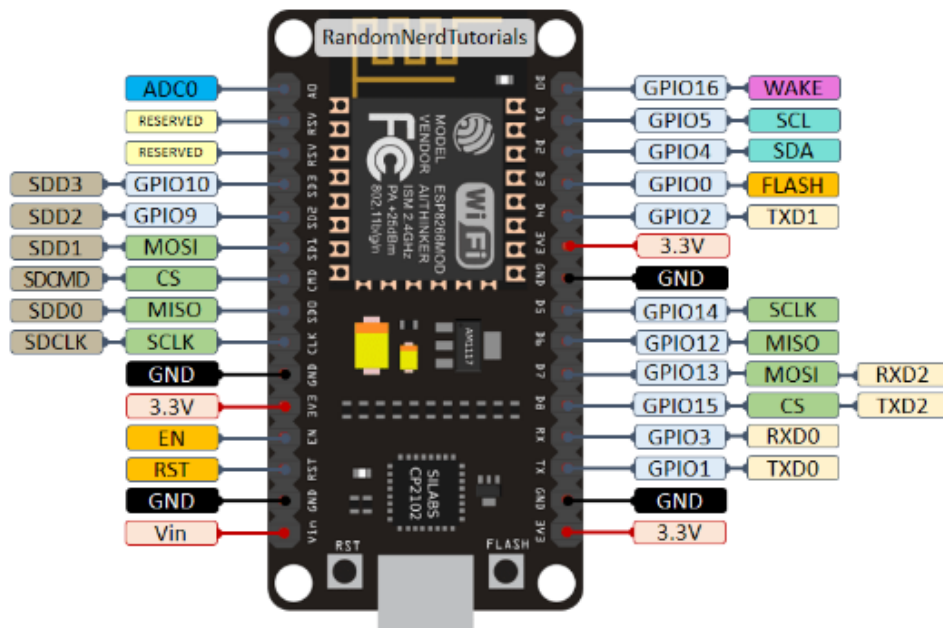 RandomNerdTutorials
ADC0
RESERVED
RESERVED
SDD3 GPIO10
SDD2 GPIO9
SDD1 MOSI
SDCMD CS
SDD0 MISO
SDCLK SCLK
GND
3.3V
EN
RST
GND
Vin
A0
RSV
RSV
SD3
SD2
SD1
CMD
SD0
CLK
GND
3V3
EN
RST
GND
Vin
MODEL ESP8266MOD
VENDOR AITHINKER
ISM 2.4GHz
PA +25dBm
802.11b/g/n
FC
Wi Fi
AM1117
SILABS
CP2102
RST
FLASH
D0
D1
D2
D3
D4
3V3
GND
D5
D6
D7
D8
RX
TX
GND
3V3
GPIO16 WAKE
GPIO5 SCL
GPIO4 SDA
GPIO0 FLASH
GPIO2 TXD1
3.3V
GND
GPIO14 SCLK
GPIO12 MISO
GPIO13 MOSI RXD2
GPIO15 CS TXD2
GPIO3 RXD0
GPIO1 TXD0
GND
3.3V